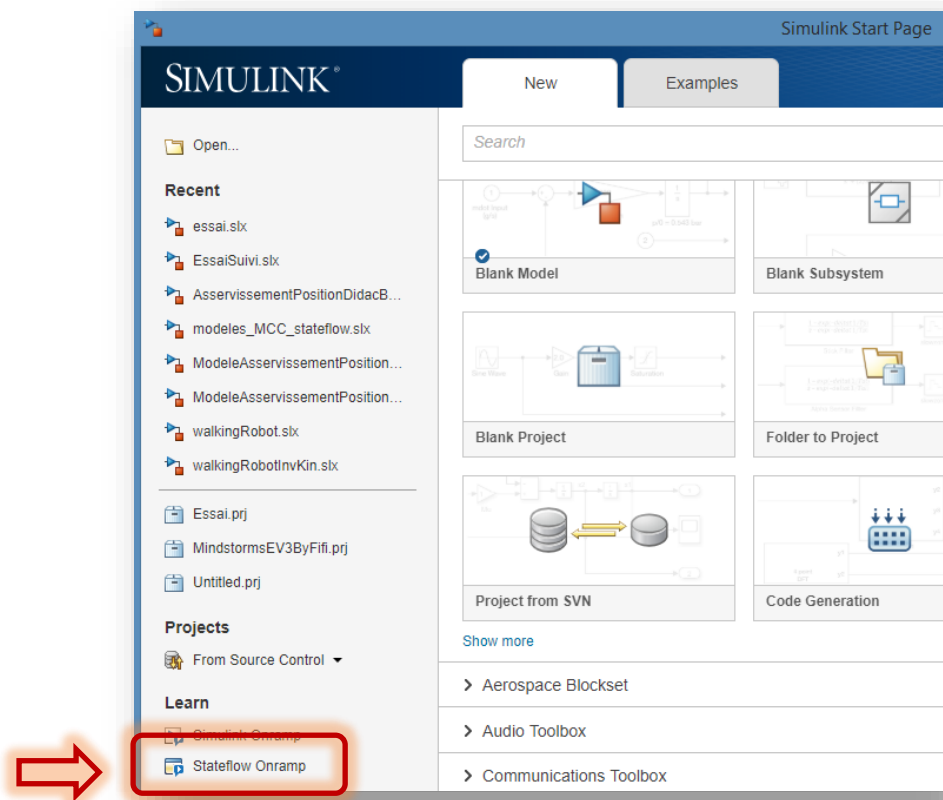 Simulink Start Page
SIMULINK®
New
Examples
Open...
Recent
essai.slx
EssaiSuivi.slx
AsservissementPositionDidacB...
modeles_MCC_stateflow.slx
ModeleAsservissementPosition...
ModeleAsservissementPosition...
walkingRobot.slx
walkingRobotInvKin.slx
Essai.prj
MindstormsEV3ByFifi.prj
Untitled.prj
Projects
From Source Control
Learn
Simulink Onramp
Stateflow Onramp
Search
Blank Model
Blank Subsystem
Blank Project
Folder to Project
Project from SVN
Code Generation
Show more
Aerospace Blockset
Audio Toolbox
Communications Toolbox